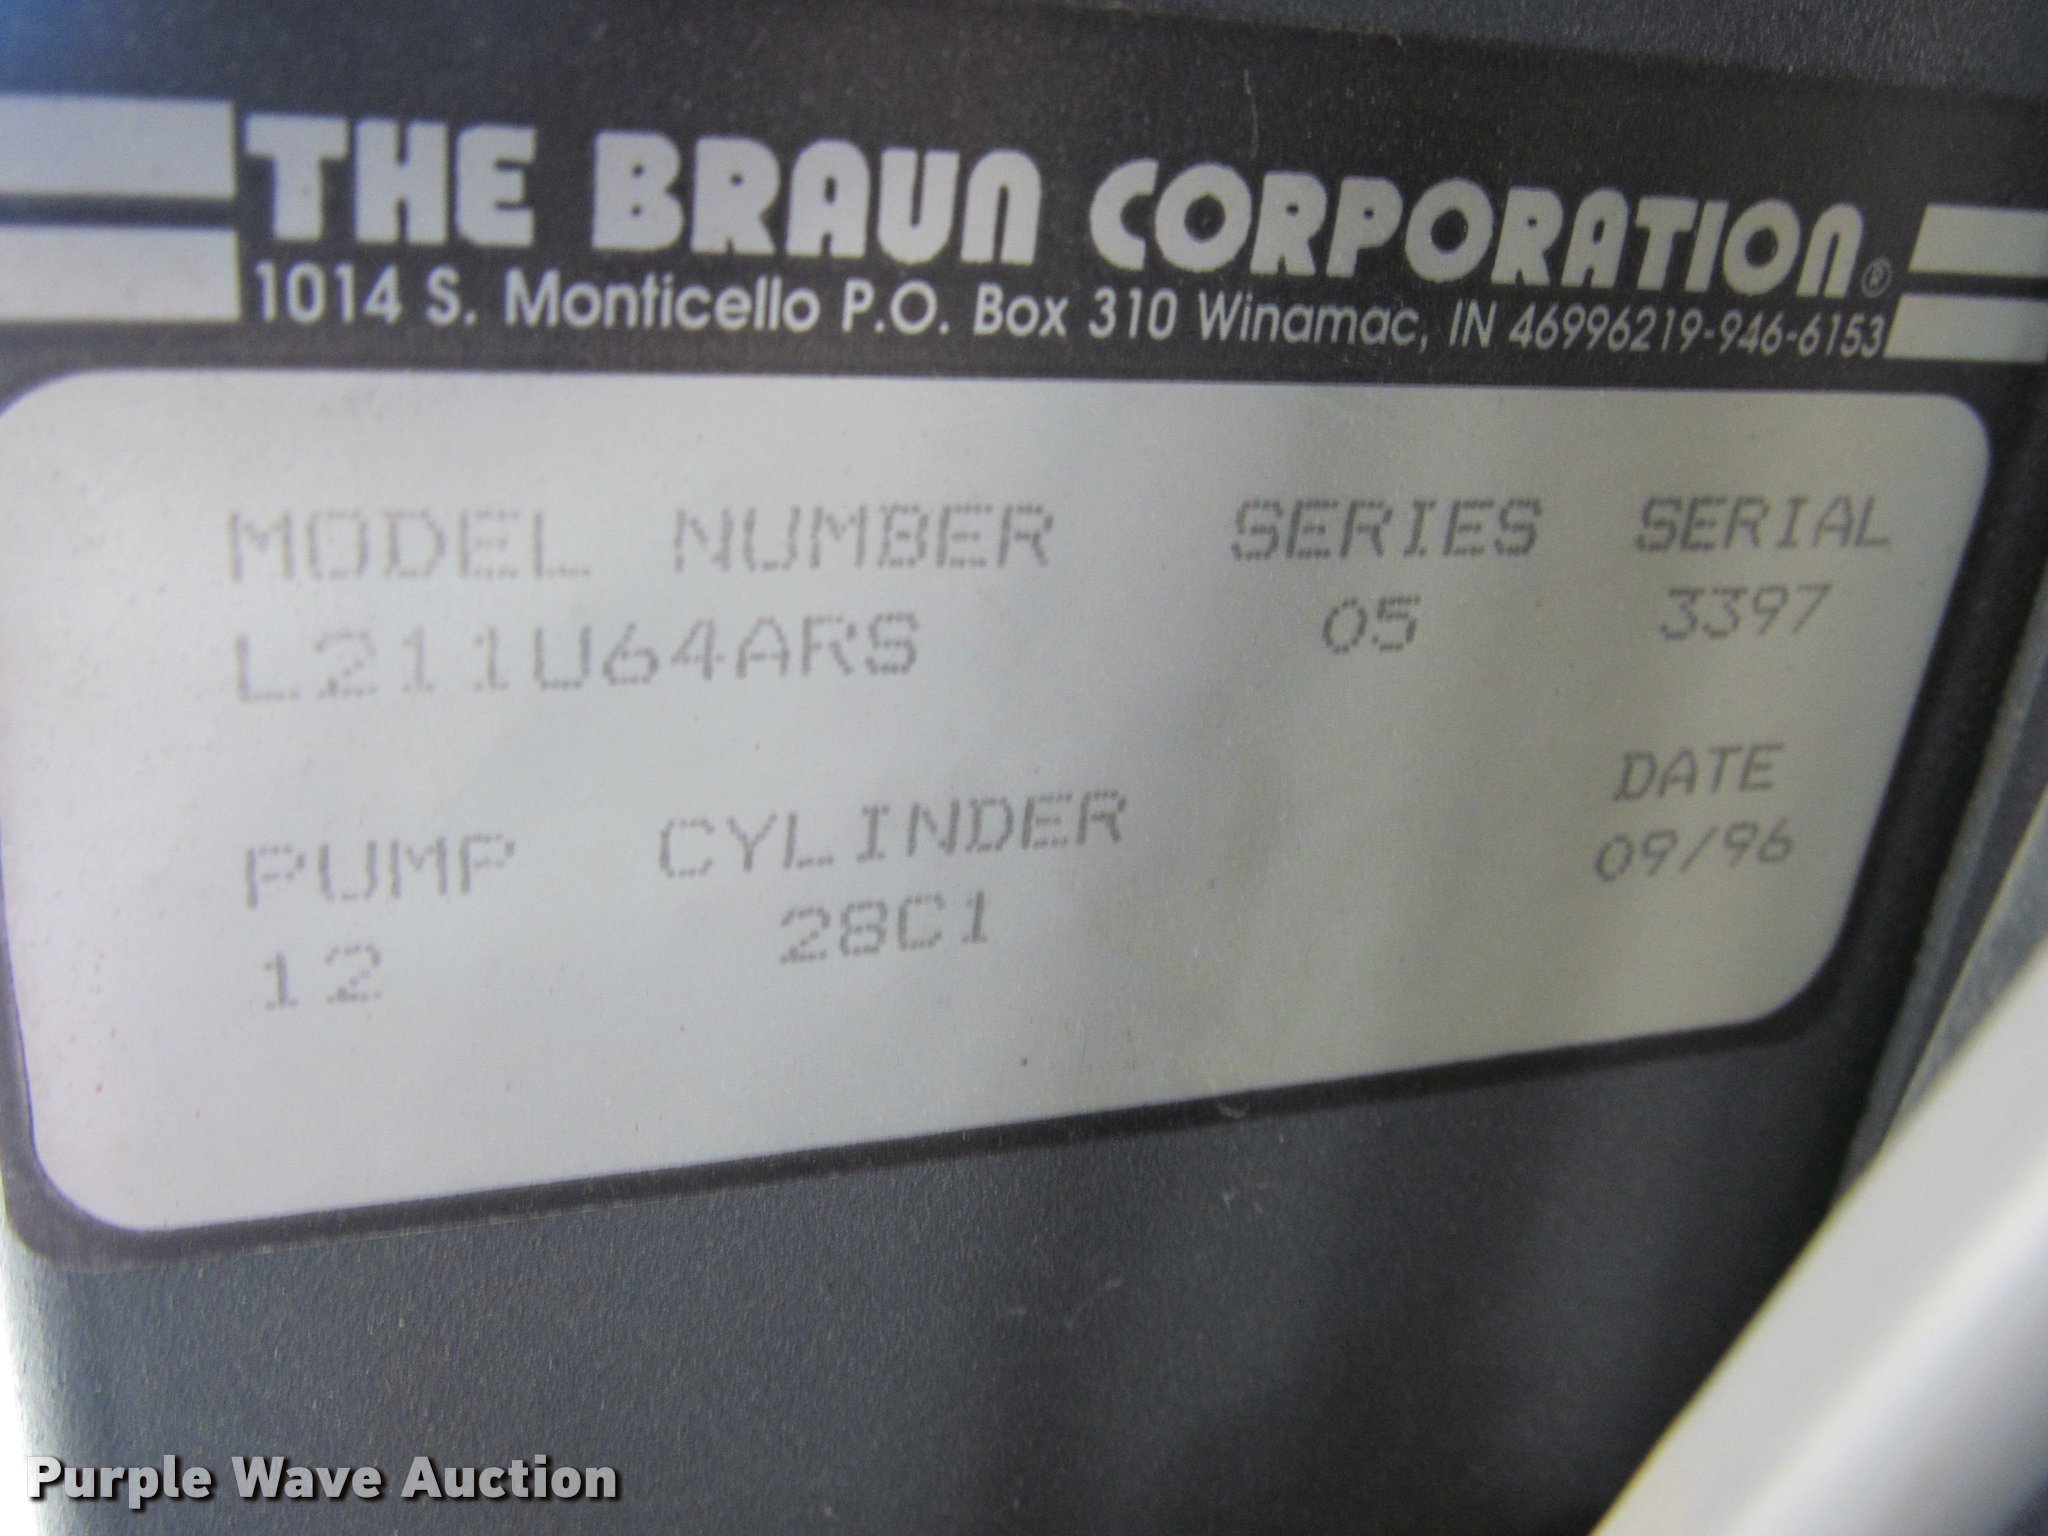 THE BRAUN CORPORATION®
1014 S. Monticello P.O. Box 310 Winamac, IN 46996219-946-6153
MODEL NUMBER SERIES SERIAL
L211U64ARS 05 3397
PUMP CYLINDER DATE
12 28C1 09/96
Purple Wave Auction